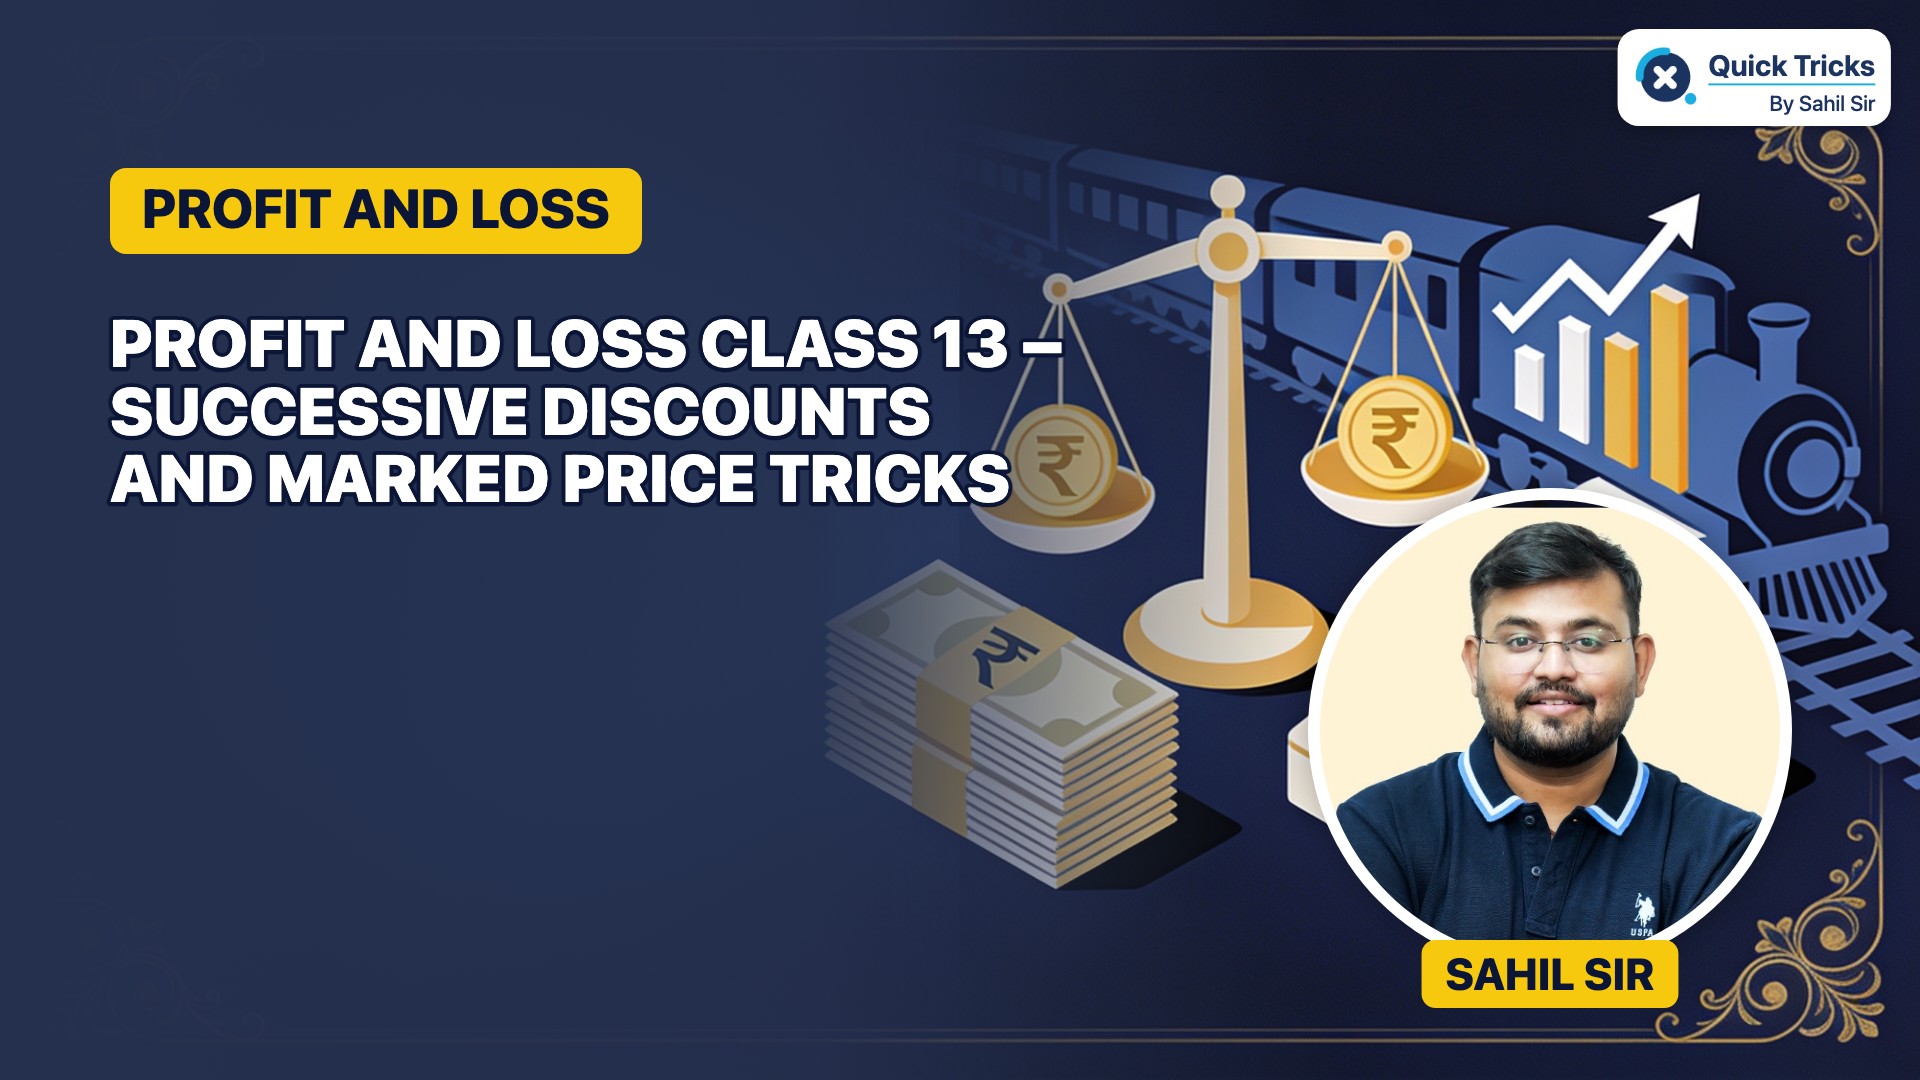 Quick Tricks
By Sahil Sir
PROFIT AND LOSS
PROFIT AND LOSS CLASS 13 –
SUCCESSIVE DISCOUNTS
AND MARKED PRICE TRICKS
₹
₹
₹
USPA
SAHIL SIR